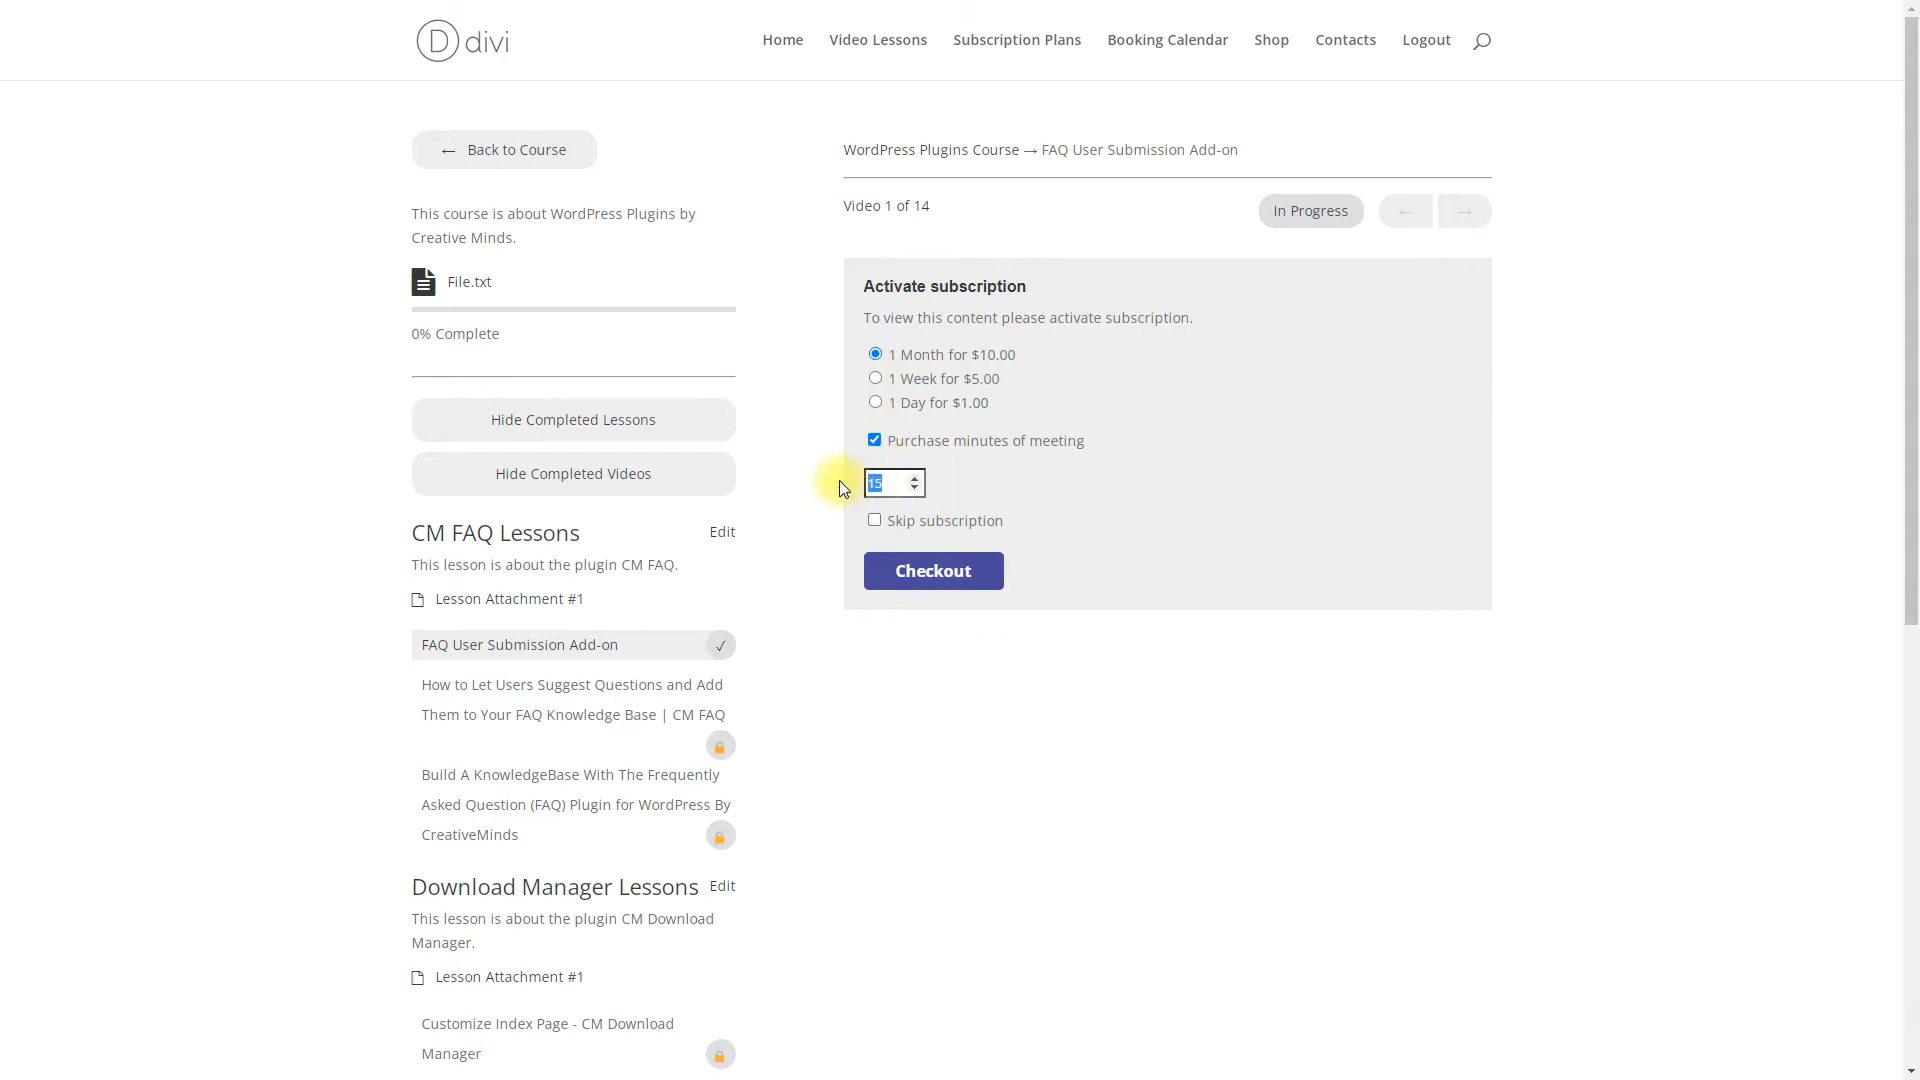 D divi
Home Video Lessons Subscription Plans Booking Calendar Shop Contacts Logout
← Back to Course
This course is about WordPress Plugins by
Creative Minds.
File.txt
0% Complete
Hide Completed Lessons
Hide Completed Videos
CM FAQ Lessons Edit
This lesson is about the plugin CM FAQ.
Lesson Attachment #1
FAQ User Submission Add-on ✓
How to Let Users Suggest Questions and Add
Them to Your FAQ Knowledge Base | CM FAQ
Build A KnowledgeBase With The Frequently
Asked Question (FAQ) Plugin for WordPress By
CreativeMinds
Download Manager Lessons Edit
This lesson is about the plugin CM Download
Manager.
Lesson Attachment #1
Customize Index Page - CM Download
Manager
WordPress Plugins Course → FAQ User Submission Add-on
Video 1 of 14
In Progress ← →
Activate subscription
To view this content please activate subscription.
1 Month for $10.00
1 Week for $5.00
1 Day for $1.00
Purchase minutes of meeting
15
Skip subscription
Checkout